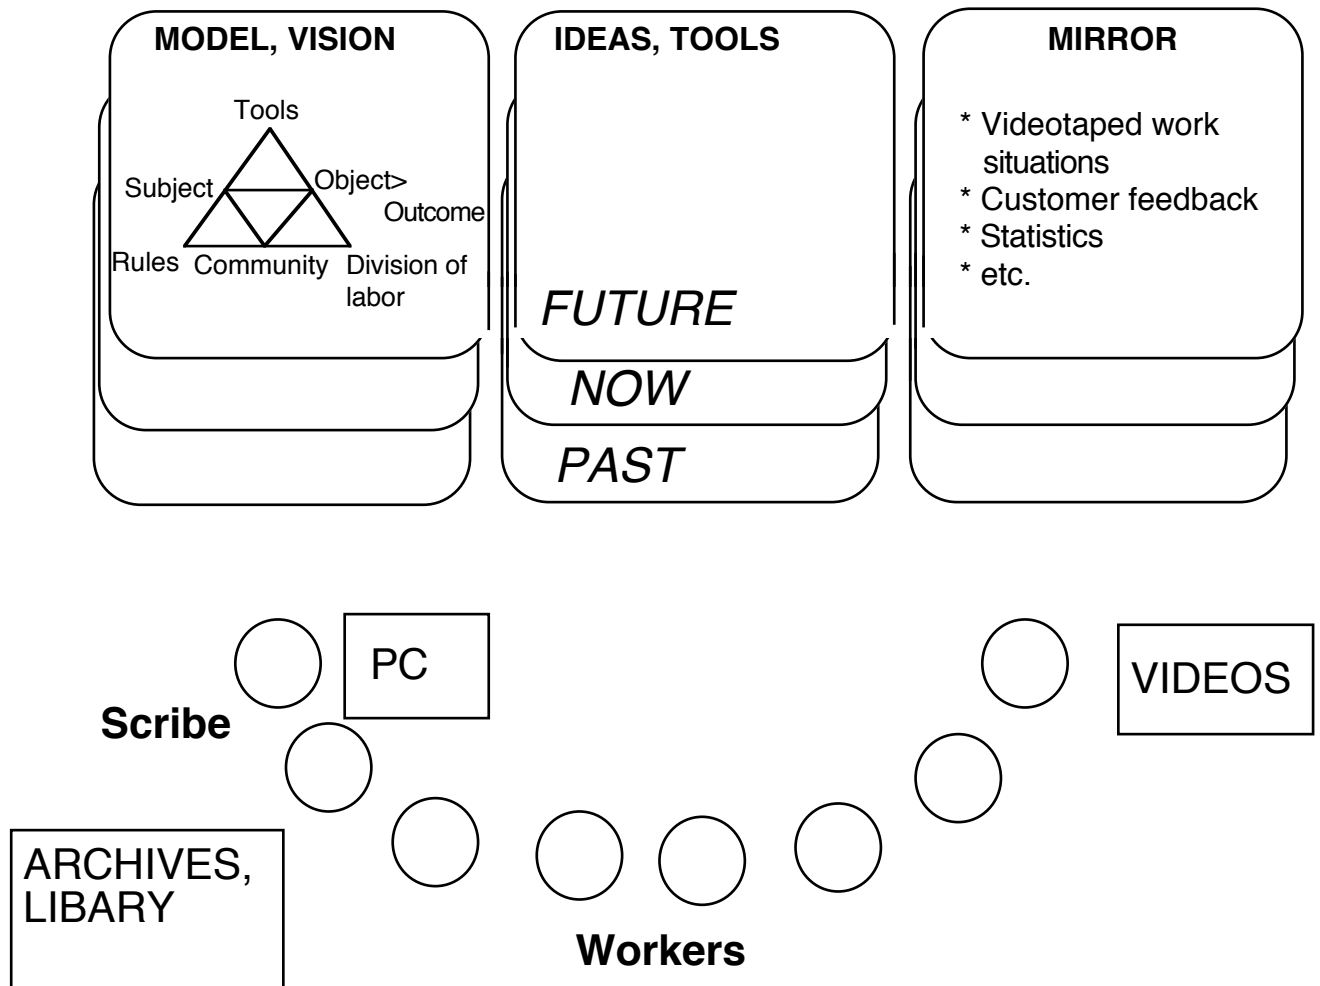 MODEL, VISION
Tools
Subject
Object>
Outcome
Rules
Community
Division of
labor
IDEAS, TOOLS
FUTURE
NOW
PAST
MIRROR
* Videotaped work
situations
* Customer feedback
* Statistics
* etc.
PC
VIDEOS
Scribe
ARCHIVES,
LIBARY
Workers